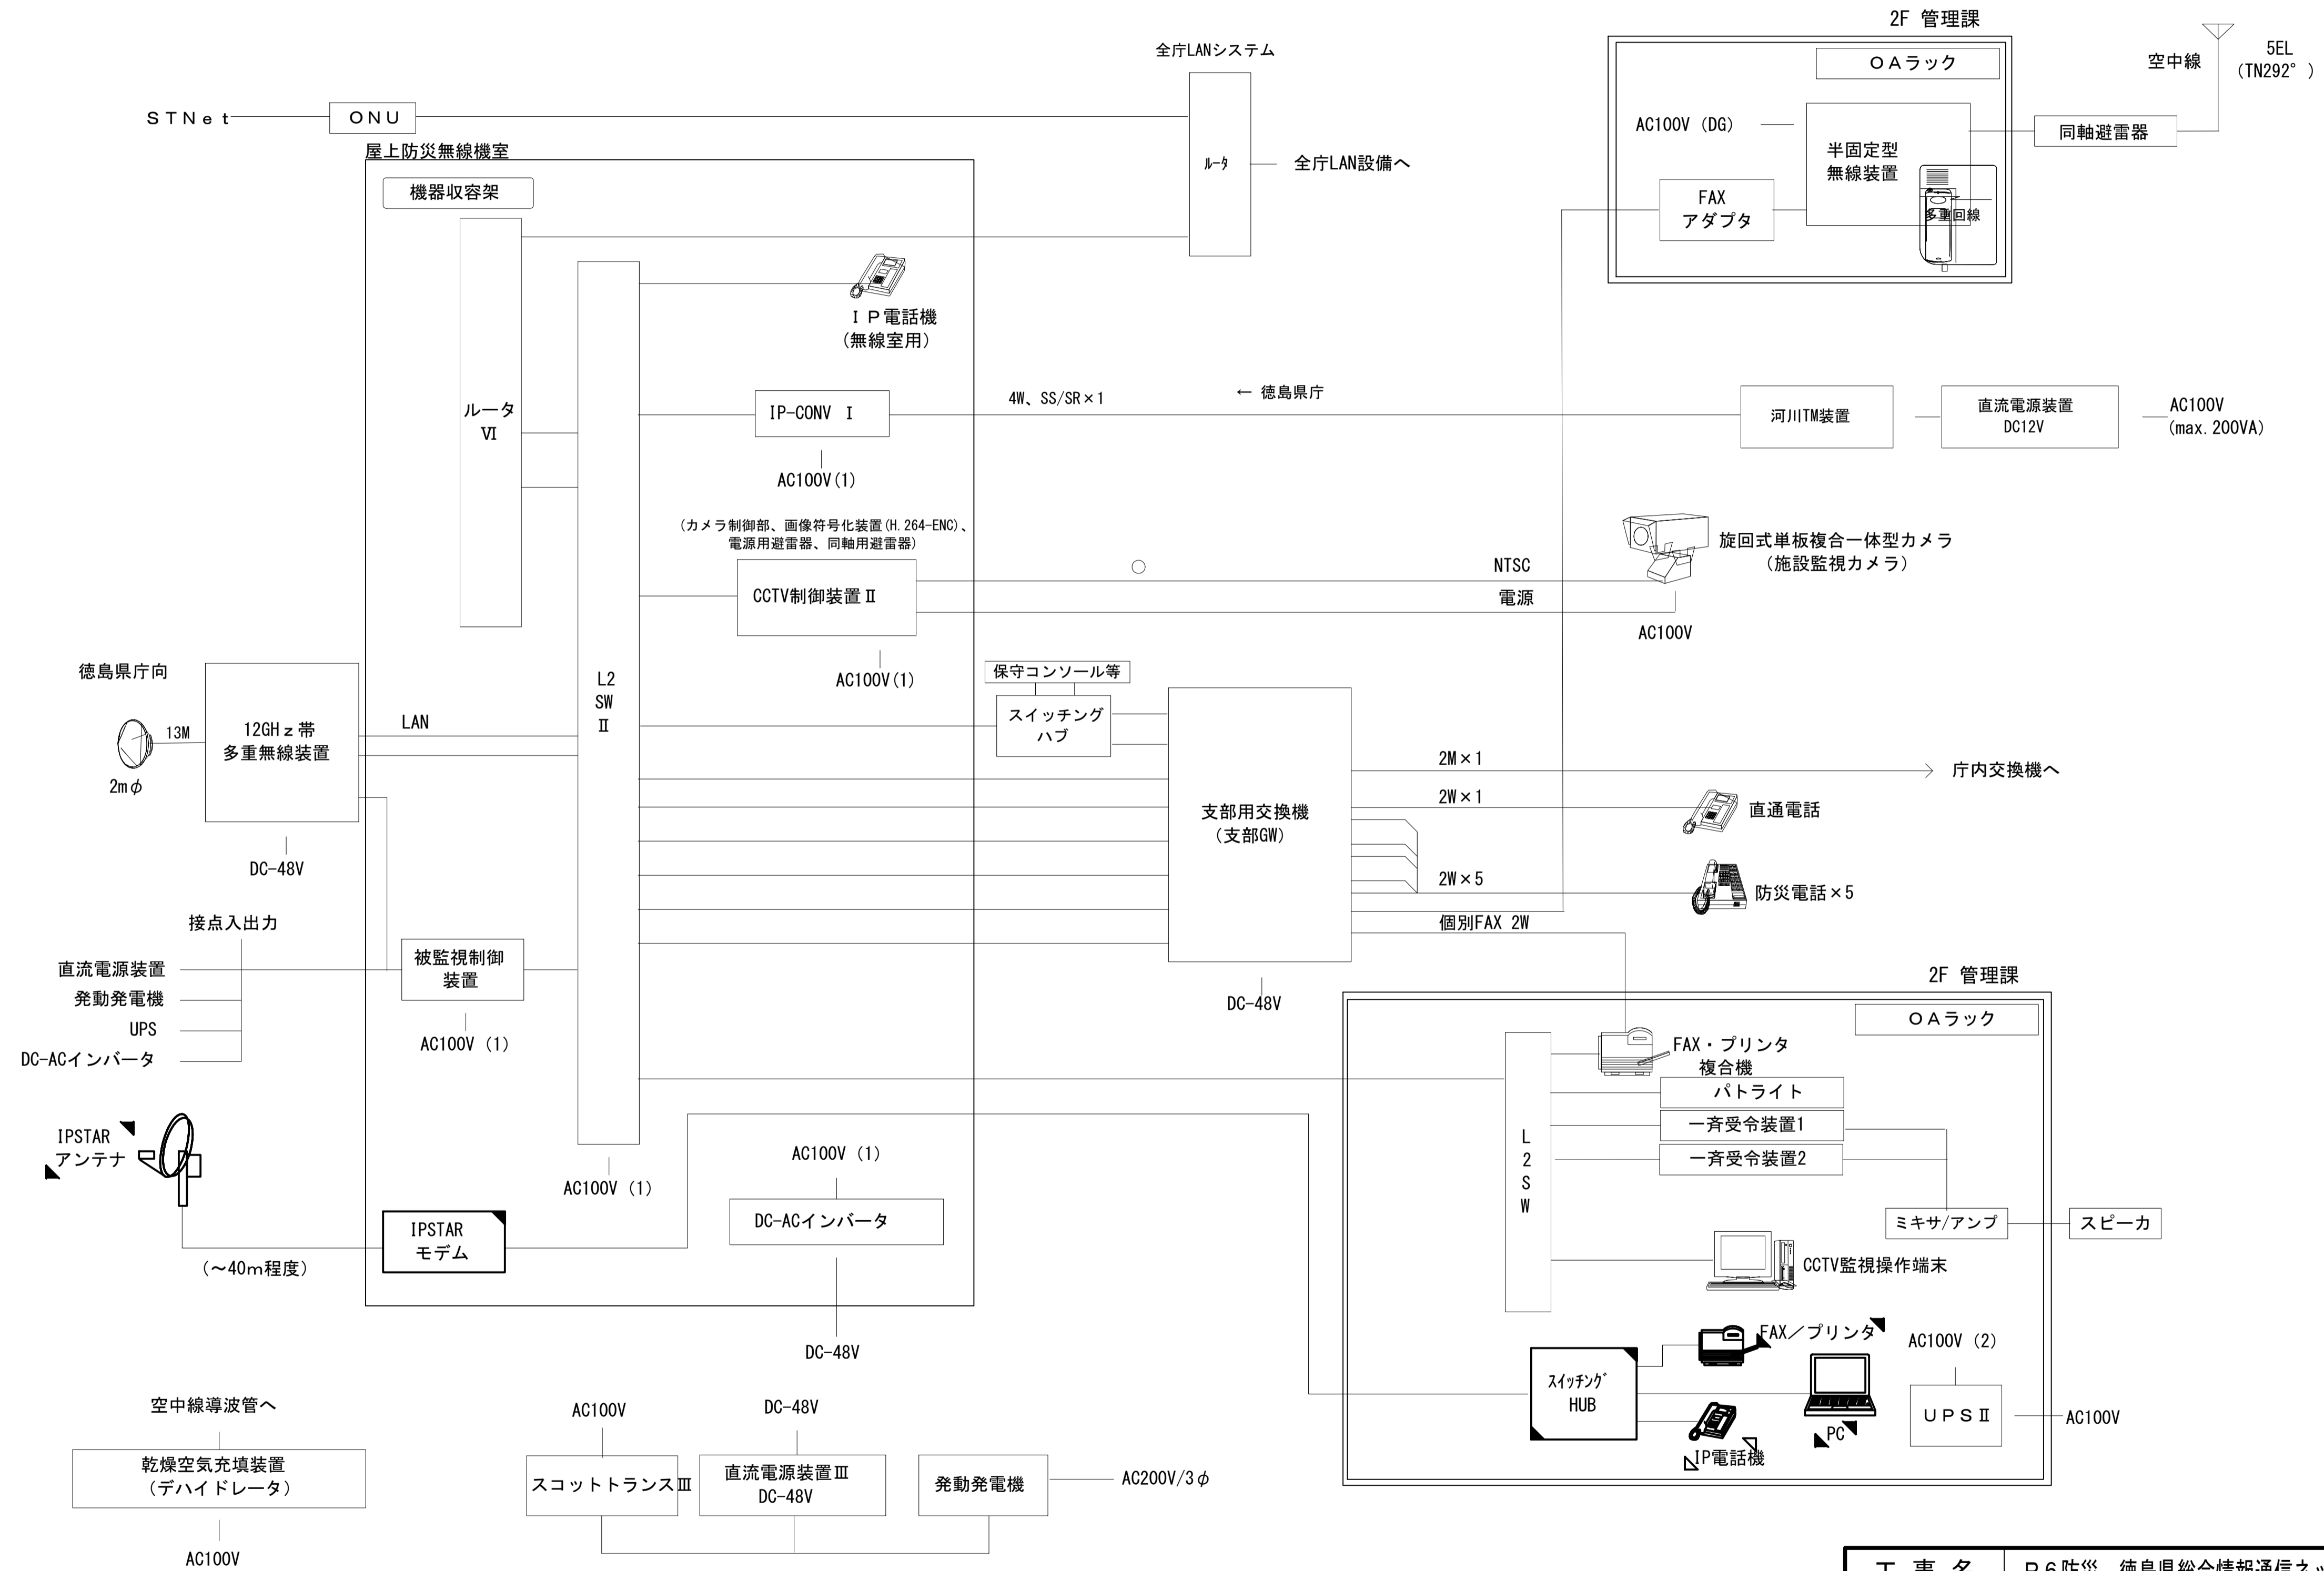 2F 管理課
全庁LANシステム
OAラック
空中線
5EL
(TN292°)
STNet
ONU
AC100V (DG)
同軸避雷器
屋上防災無線機室
半固定型
無線装置
ﾙｰﾀ
全庁LAN設備へ
機器収容架
FAX
アダプタ
多重回線
IP電話機
(無線室用)
ルータ
Ⅵ
IP-CONV Ⅰ
4W、SS/SR×1
← 徳島県庁
河川TM装置
直流電源装置
DC12V
AC100V
(max.200VA)
AC100V(1)
(カメラ制御部、画像符号化装置(H.264-ENC)、
電源用避雷器、同軸用避雷器)
CCTV制御装置Ⅱ
NTSC
電源
旋回式単板複合一体型カメラ
(施設監視カメラ)
AC100V
AC100V(1)
徳島県庁向
13M
2mφ
12GHz帯
多重無線装置
LAN
DC-48V
L2
SW
Ⅱ
保守コンソール等
スイッチング
ハブ
支部用交換機
(支部GW)
2M×1
庁内交換機へ
2W×1
直通電話
2W×5
防災電話×5
個別FAX 2W
DC-48V
接点入出力
直流電源装置
発動発電機
UPS
DC-ACインバータ
被監視制御
装置
AC100V (1)
2F 管理課
OAラック
FAX・プリンタ
複合機
パトライト
一斉受令装置1
一斉受令装置2
L
2
S
W
ミキサ/アンプ
スピーカ
CCTV監視操作端末
IPSTAR
アンテナ
(～40m程度)
IPSTAR
モデム
AC100V (1)
AC100V (1)
DC-ACインバータ
DC-48V
ｽｲｯﾁﾝｸﾞ
HUB
FAX／プリンタ
PC
IP電話機
AC100V (2)
UPSⅡ
AC100V
空中線導波管へ
乾燥空気充填装置
(デハイドレータ)
AC100V
AC100V
スコットトランスⅢ
DC-48V
直流電源装置Ⅲ
DC-48V
発動発電機
AC200V/3φ
工事名
R6防災 徳島県総合情報通信ネッ